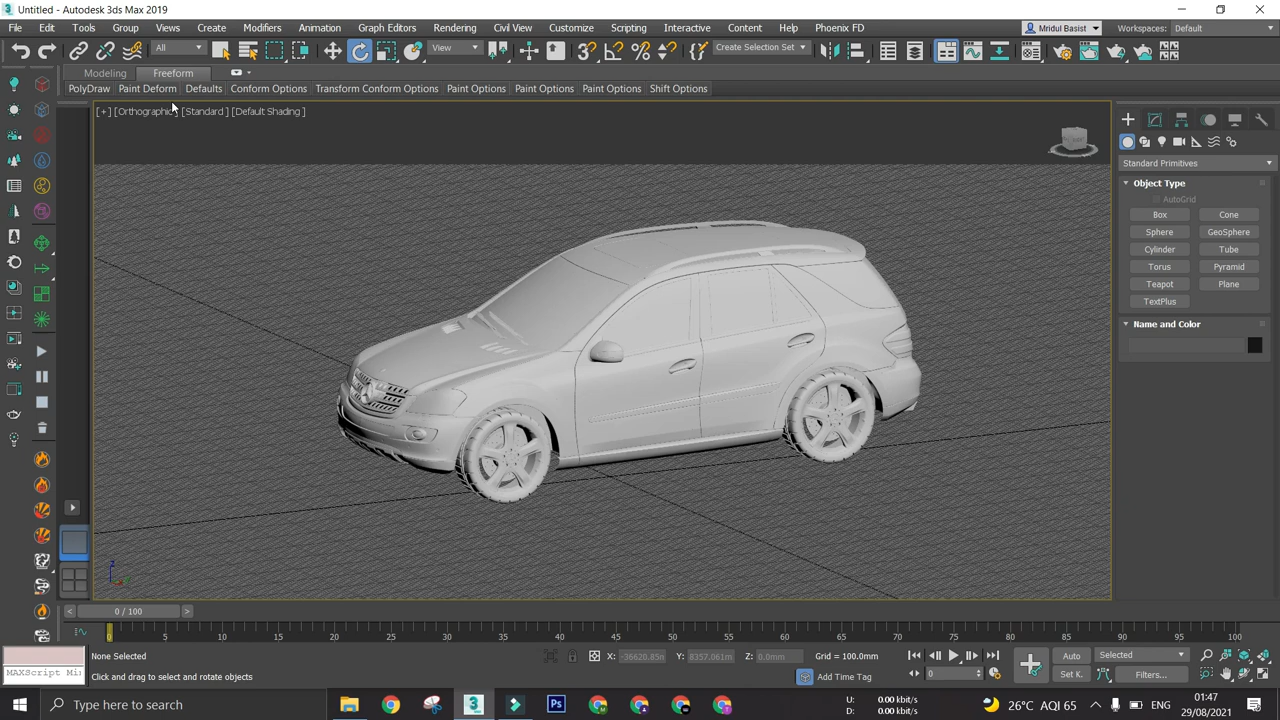 Untitled - Autodesk 3ds Max 2019
File Edit Tools Group Views Create Modifiers Animation Graph Editors Rendering Civil View Customize Scripting Interactive Content Arnold Help Phoenix FD Mridul Basist Workspaces: Default
All View Create Selection Set
Modeling Freeform
PolyDraw Paint Deform Defaults Conform Options Transform Conform Options Paint Options Paint Options Paint Options Shift Options
[+] [Orthographic ] [Standard ] [Default Shading ]
Standard Primitives
Object Type
AutoGrid
Box Cone
Sphere GeoSphere
Cylinder Tube
Torus Pyramid
Teapot Plane
TextPlus
Name and Color
z
< 0 / 100 >
0 5 10 15 20 25 30 35 40 45 50 55 60 65 70 75 80 85 90 95 100
None Selected X: -36620.85n Y: 8357.061m Z: 0.0mm Grid = 100.0mm Auto Selected
MAXScript Mi Click and drag to select and rotate objects Add Time Tag 0 Set K. Filters...
Type here to search U: 0.00 kbit/s D: 0.00 kbit/s 26°C AQI 65 ENG 01:47 29/08/2021